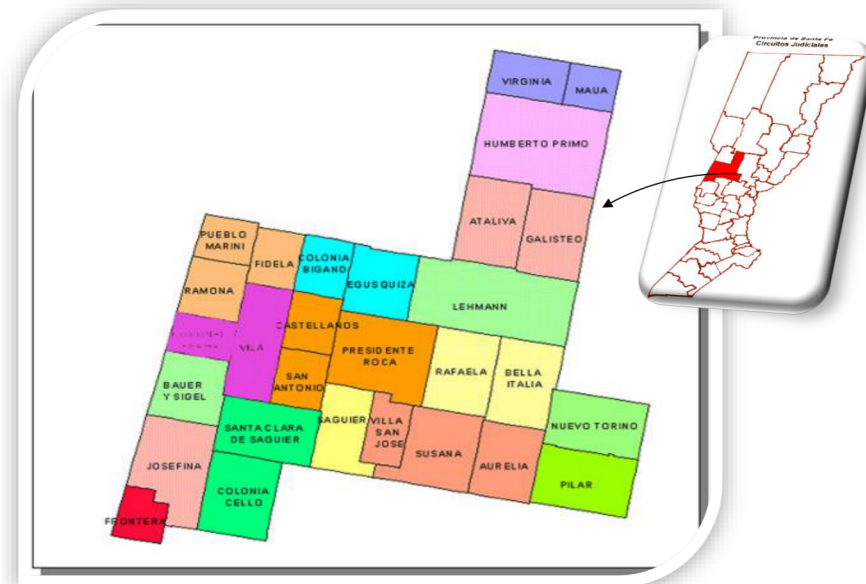 Provincia de Santa Fe
Circuitos Judiciales
VIRGINIA
MAUA
HUMBERTO PRIMO
ATALIVA
GALISTEO
PUEBLO
MARINI
FIDELA
COLONIA
BIGAND
EGUSQUIZA
RAMONA
LEHMANN
CASTELLANOS
VILA
PRESIDENTE
ROCA
RAFAELA
BELLA
ITALIA
BAUER
Y SIGEL
SAN
ANTONIO
SANTA CLARA
DE SAGUIER
SAGUIER
VILLA
SAN
JOSE
NUEVO TORINO
SUSANA
AURELIA
JOSEFINA
PILAR
COLONIA
CELLO
FRONTERA